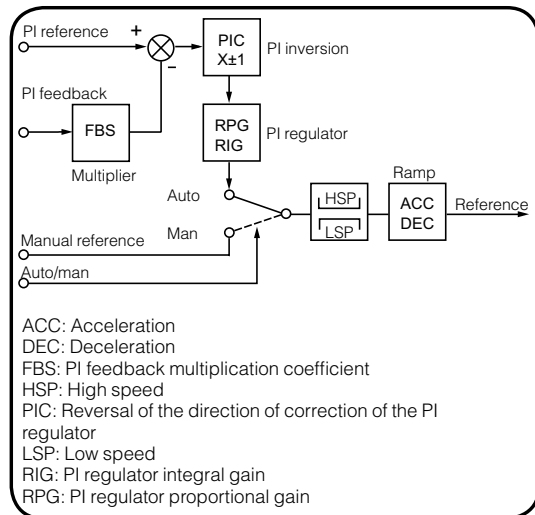 PI reference
+
−
PIC
X±1
PI inversion
PI feedback
FBS
Multiplier
RPG
RIG
PI regulator
Auto
Man
HSP
LSP
Ramp
ACC
DEC
Reference
Manual reference
Auto/man
ACC: Acceleration
DEC: Deceleration
FBS: PI feedback multiplication coefficient
HSP: High speed
PIC: Reversal of the direction of correction of the PI
regulator
LSP: Low speed
RIG: PI regulator integral gain
RPG: PI regulator proportional gain